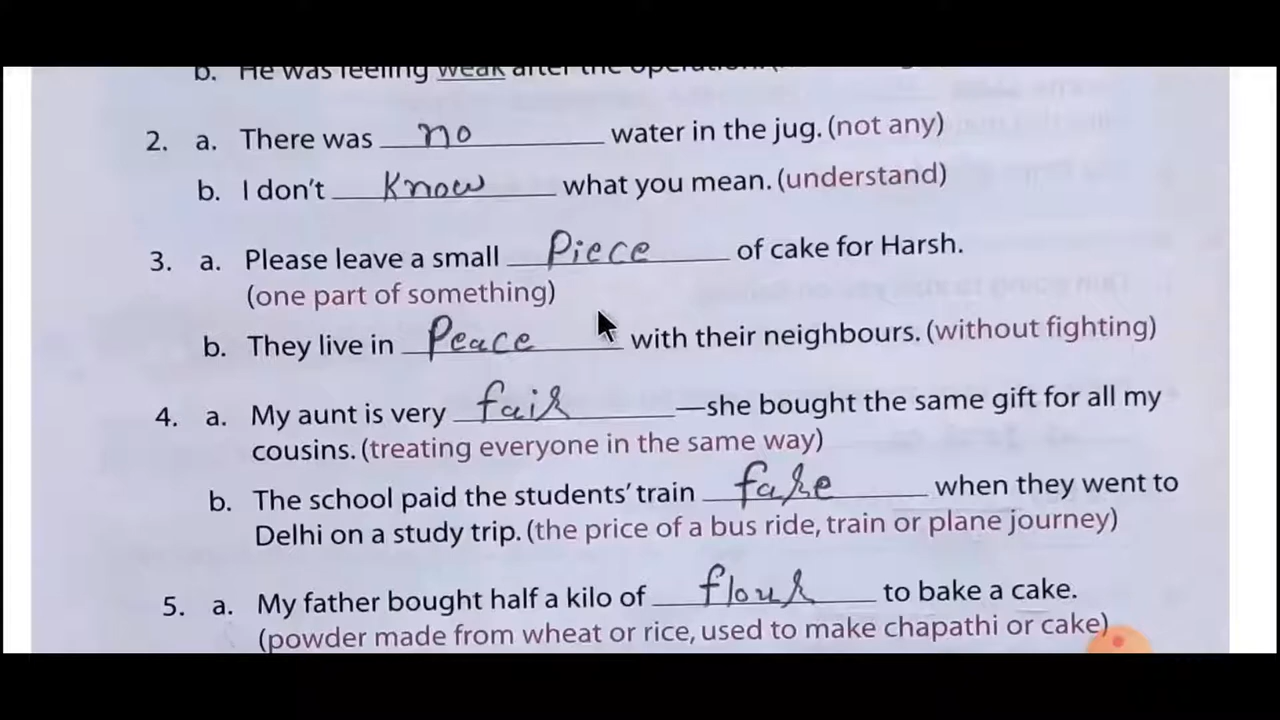 b. He was feeling weak after the operation.
2. a. There was no water in the jug. (not any)
b. I don't know what you mean. (understand)
3. a. Please leave a small Piece of cake for Harsh.
(one part of something)
b. They live in Peace with their neighbours. (without fighting)
4. a. My aunt is very fair —she bought the same gift for all my
cousins. (treating everyone in the same way)
b. The school paid the students' train fare when they went to
Delhi on a study trip. (the price of a bus ride, train or plane journey)
5. a. My father bought half a kilo of flour to bake a cake.
(powder made from wheat or rice, used to make chapathi or cake)